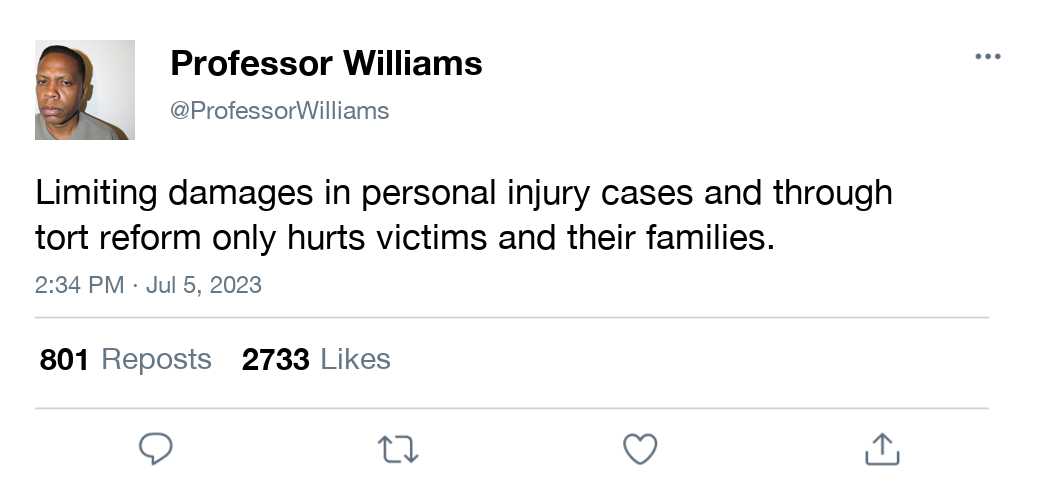 Professor Williams
@ProfessorWilliams
Limiting damages in personal injury cases and through
tort reform only hurts victims and their families.
2:34 PM · Jul 5, 2023
801 Reposts 2733 Likes